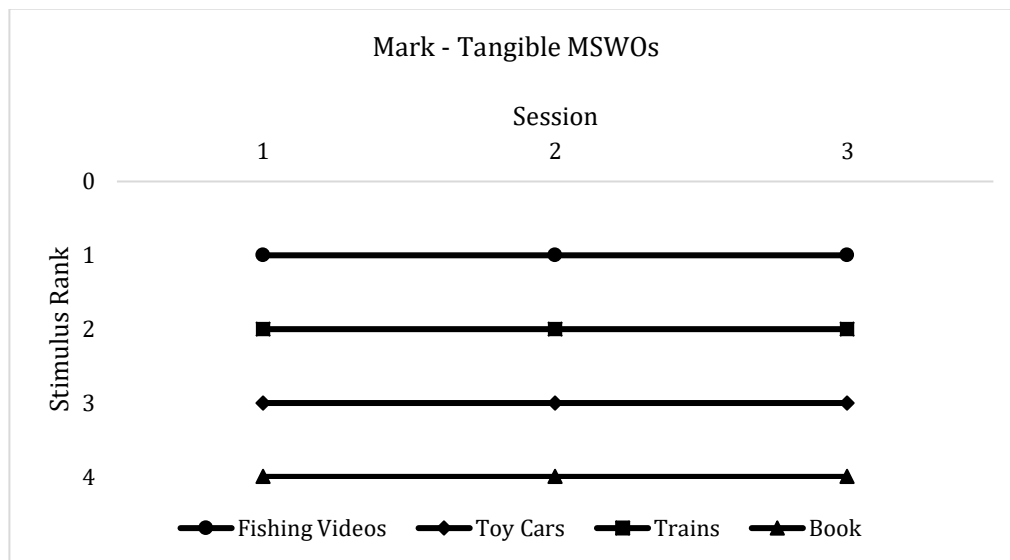 Mark - Tangible MSWOs
Session
1 2 3
0
1
2
3
4
Stimulus Rank
Fishing Videos Toy Cars Trains Book